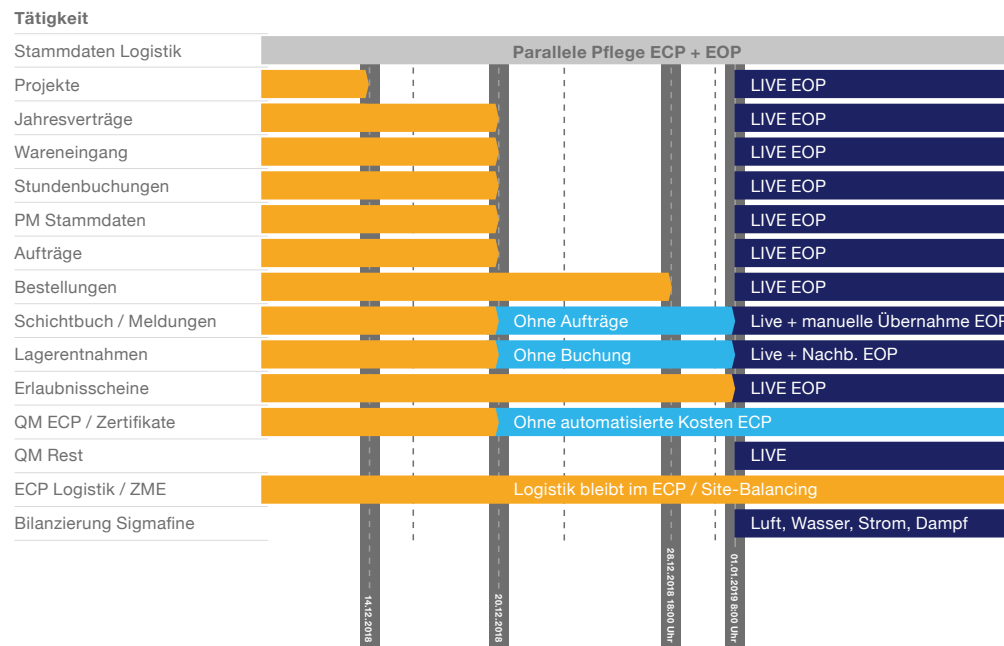 Tätigkeit
Stammdaten Logistik Parallele Pflege ECP + EOP
Projekte LIVE EOP
Jahresverträge LIVE EOP
Wareneingang LIVE EOP
Stundenbuchungen LIVE EOP
PM Stammdaten LIVE EOP
Aufträge LIVE EOP
Bestellungen LIVE EOP
Schichtbuch / Meldungen Ohne Aufträge Live + manuelle Übernahme EOP
Lagerentnahmen Ohne Buchung Live + Nachb. EOP
Erlaubnisscheine LIVE EOP
QM ECP / Zertifikate Ohne automatisierte Kosten ECP
QM Rest LIVE
ECP Logistik / ZME Logistik bleibt im ECP / Site-Balancing
Bilanzierung Sigmafine Luft, Wasser, Strom, Dampf
14.12.2018
20.12.2018
28.12.2018 18:00 Uhr
01.01.2019 8:00 Uhr